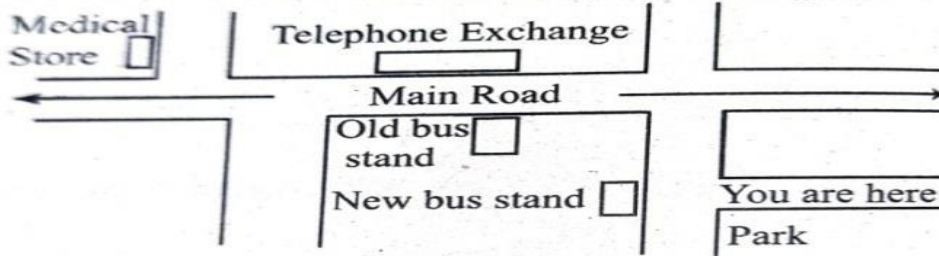 Medical
Store
Telephone Exchange
Main Road
Old bus
stand
New bus stand
You are here
Park